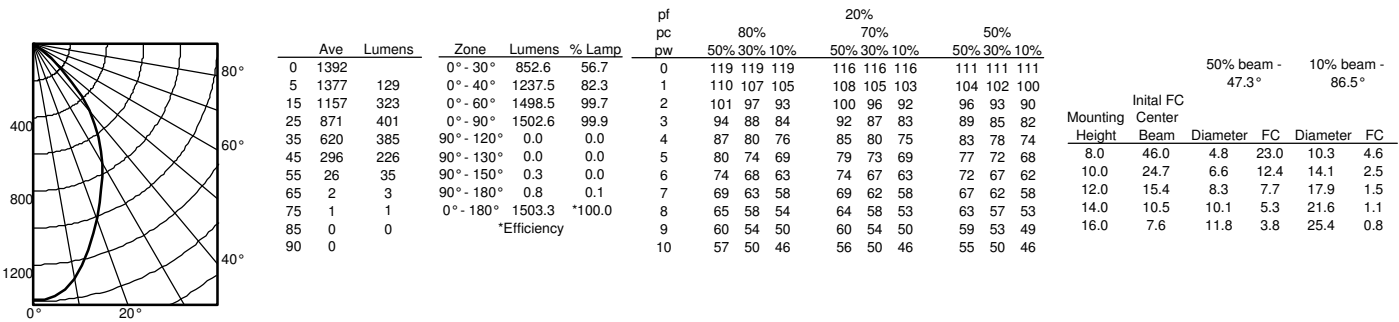 80°
400
60°
800
1200
40°
0°
20°
Ave Lumens
0 1392
5 1377 129
15 1157 323
25 871 401
35 620 385
45 296 226
55 26 35
65 2 3
75 1 1
85 0 0
90 0
Zone Lumens % Lamp
0° - 30° 852.6 56.7
0° - 40° 1237.5 82.3
0° - 60° 1498.5 99.7
0° - 90° 1502.6 99.9
90° - 120° 0.0 0.0
90° - 130° 0.0 0.0
90° - 150° 0.3 0.0
90° - 180° 0.8 0.1
0° - 180° 1503.3 *100.0
*Efficiency
pf 20%
pc 80% 70% 50%
pw 50% 30% 10% 50% 30% 10% 50% 30% 10%
0 119 119 119 116 116 116 111 111 111
1 110 107 105 108 105 103 104 102 100
2 101 97 93 100 96 92 96 93 90
3 94 88 84 92 87 83 89 85 82
4 87 80 76 85 80 75 83 78 74
5 80 74 69 79 73 69 77 72 68
6 74 68 63 74 67 63 72 67 62
7 69 63 58 69 62 58 67 62 58
8 65 58 54 64 58 53 63 57 53
9 60 54 50 60 54 50 59 53 49
10 57 50 46 56 50 46 55 50 46
50% beam - 10% beam -
47.3° 86.5°
Inital FC
Mounting Center
Height Beam Diameter FC Diameter FC
8.0 46.0 4.8 23.0 10.3 4.6
10.0 24.7 6.6 12.4 14.1 2.5
12.0 15.4 8.3 7.7 17.9 1.5
14.0 10.5 10.1 5.3 21.6 1.1
16.0 7.6 11.8 3.8 25.4 0.8